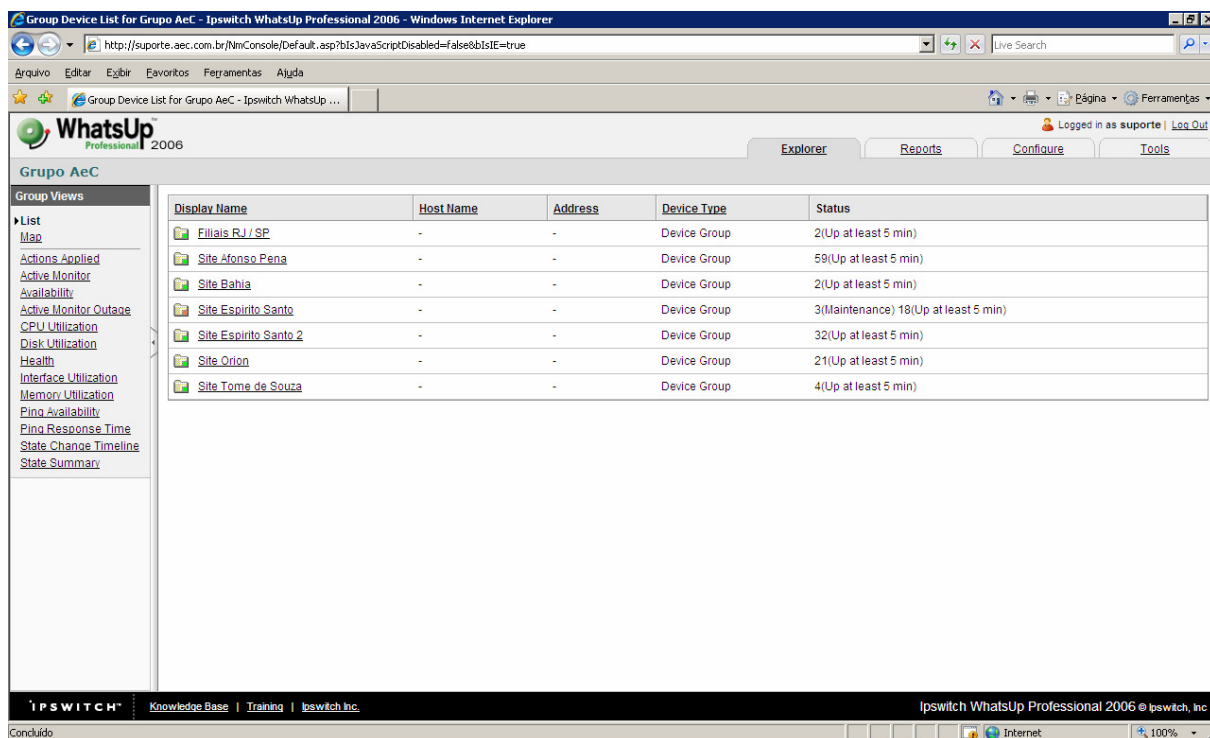 Group Device List for Grupo AeC - Ipswitch WhatsUp Professional 2006 - Windows Internet Explorer
http://suporte.aec.com.br/NmConsole/Default.asp?bIsJavaScriptDisabled=false&bIsIE=true
Live Search
Arquivo Editar Exibir Favoritos Ferramentas Ajuda
Group Device List for Grupo AeC - Ipswitch WhatsUp ...
Página Ferramentas
WhatsUp™ Professional 2006
Logged in as suporte | Log Out
Explorer Reports Configure Tools
Grupo AeC
Group Views
List
Map
Actions Applied
Active Monitor
Availability
Active Monitor Outage
CPU Utilization
Disk Utilization
Health
Interface Utilization
Memory Utilization
Ping Availability
Ping Response Time
State Change Timeline
State Summary
Display Name Host Name Address Device Type Status
Filiais RJ / SP - - Device Group 2(Up at least 5 min)
Site Afonso Pena - - Device Group 59(Up at least 5 min)
Site Bahia - - Device Group 2(Up at least 5 min)
Site Espirito Santo - - Device Group 3(Maintenance) 18(Up at least 5 min)
Site Espirito Santo 2 - - Device Group 32(Up at least 5 min)
Site Orion - - Device Group 21(Up at least 5 min)
Site Tome de Souza - - Device Group 4(Up at least 5 min)
IPSWITCH™ Knowledge Base | Training | Ipswitch Inc. Ipswitch WhatsUp Professional 2006 © Ipswitch, Inc
Concluído Internet 100%